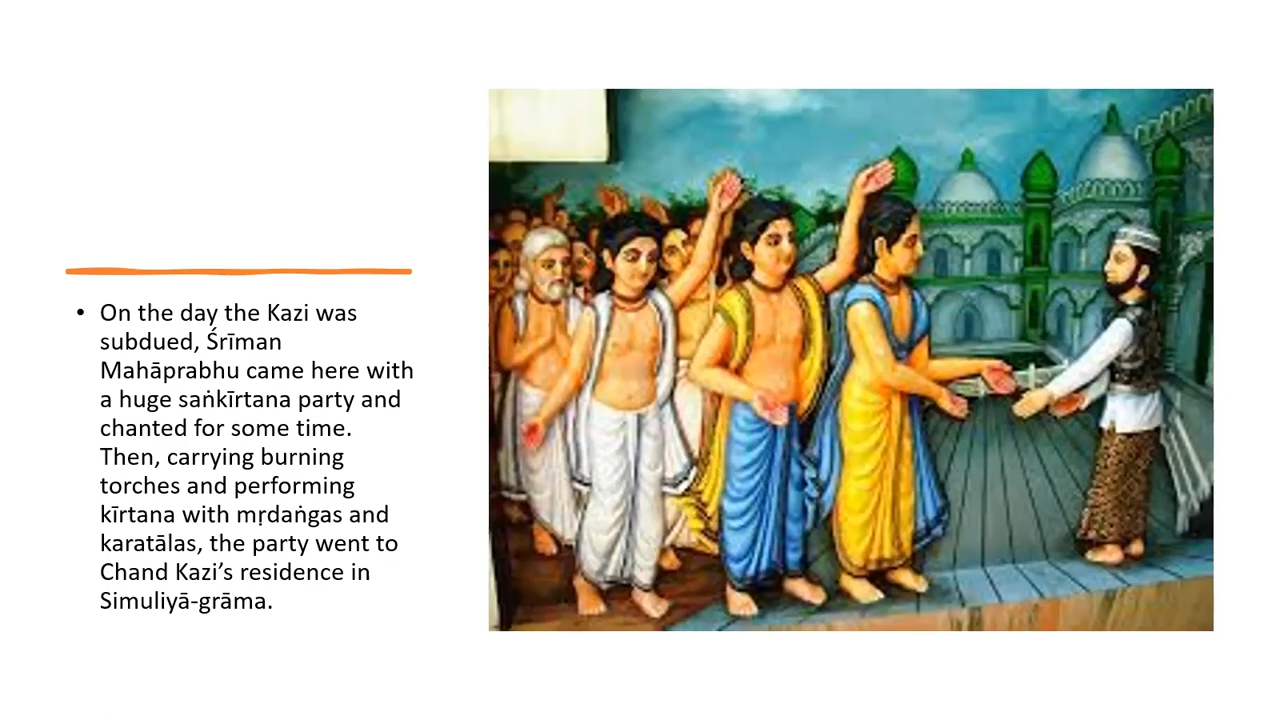 • On the day the Kazi was
subdued, Śrīman
Mahāprabhu came here with
a huge saṅkīrtana party and
chanted for some time.
Then, carrying burning
torches and performing
kīrtana with mṛdaṅgas and
karatālas, the party went to
Chand Kazi’s residence in
Simuliyā-grāma.